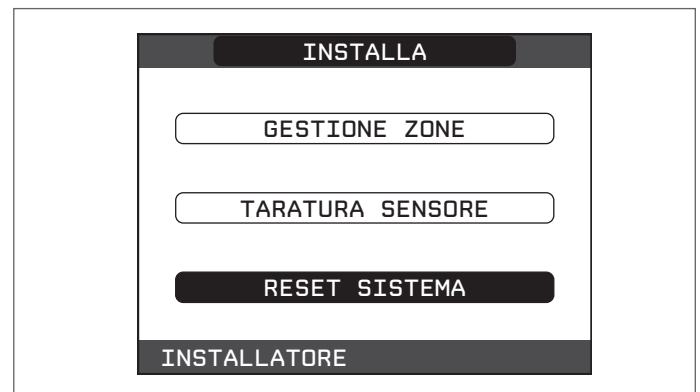 INSTALLA
GESTIONE ZONE
TARATURA SENSORE
RESET SISTEMA
INSTALLATORE